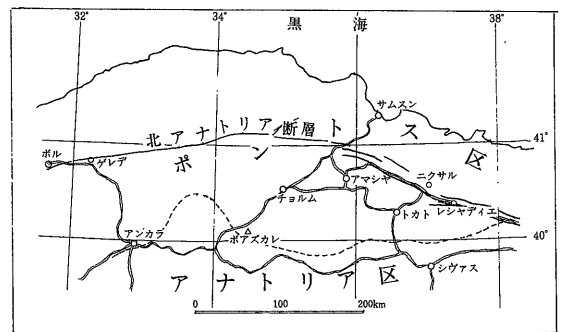 32°
34°
黒海
38°
サムスン
北アナトリア断層
41°
ポントス区
ボル
ゲレデ
アマシヤ
ニクサル
チョルム
レシャディエ
トカト
アンカラ
ボアズカレ
40°
シヴァス
アナトリア区
0 100 200km